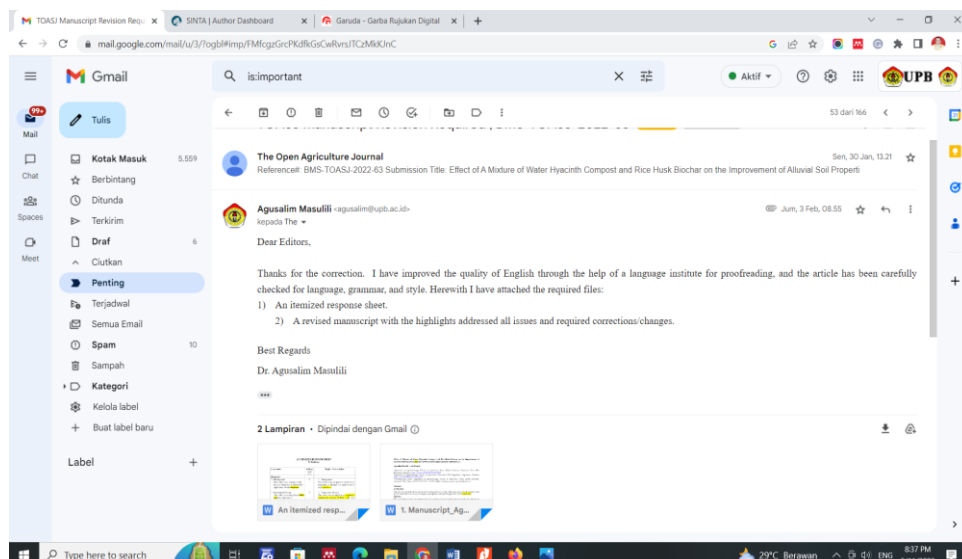 TOASJ Manuscript Revision Requ
SINTA | Author Dashboard
Garuda - Garba Rujukan Digital
mail.google.com/mail/u/3/?ogbl#imp/FMfcgzGrcPKdfkGsCwRvrsJTCzMkKJnC
Gmail
is:important
Aktif
UPB
99+
Mail
Chat
Spaces
Meet
Tulis
Kotak Masuk 5.559
Berbintang
Ditunda
Terkirim
Draf 6
Ciutkan
Penting
Terjadwal
Semua Email
Spam 10
Sampah
Kategori
Kelola label
Buat label baru
Label
53 dari 166
The Open Agriculture Journal
Sen, 30 Jan, 13.21
Reference#: BMS-TOASJ-2022-63 Submission Title: Effect of A Mixture of Water Hyacinth Compost and Rice Husk Biochar on the Improvement of Alluvial Soil Properti
Agusalim Masulili <agusalim@upb.ac.id>
Jum, 3 Feb, 08.55
kepada The
Dear Editors,
Thanks for the correction. I have improved the quality of English through the help of a language institute for proofreading, and the article has been carefully
checked for language, grammar, and style. Herewith I have attached the required files:
1) An itemized response sheet.
2) A revised manuscript with the highlights addressed all issues and required corrections/changes.
Best Regards
Dr. Agusalim Masulili
2 Lampiran • Dipindai dengan Gmail
An itemized resp...
1. Manuscript_Ag...
Type here to search
29°C Berawan
ENG
8:37 PM